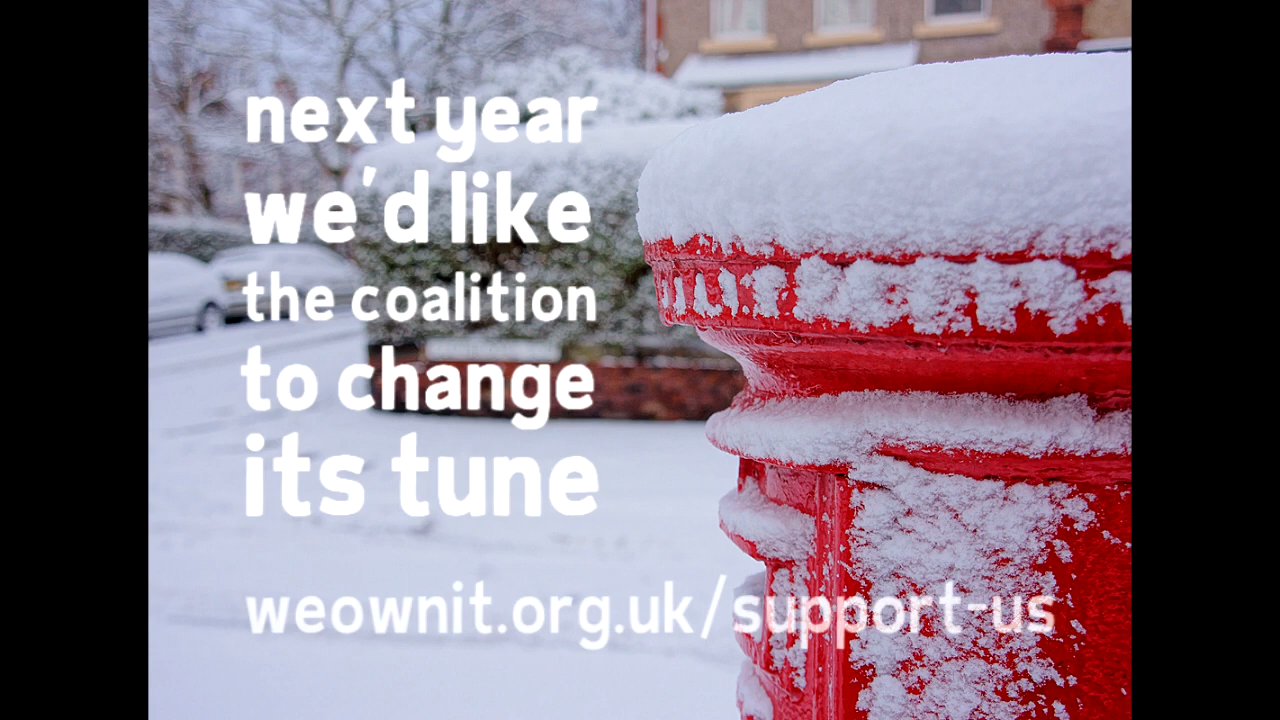 next year
we'd like
the coalition
to change
its tune
weownit.org.uk/support-us